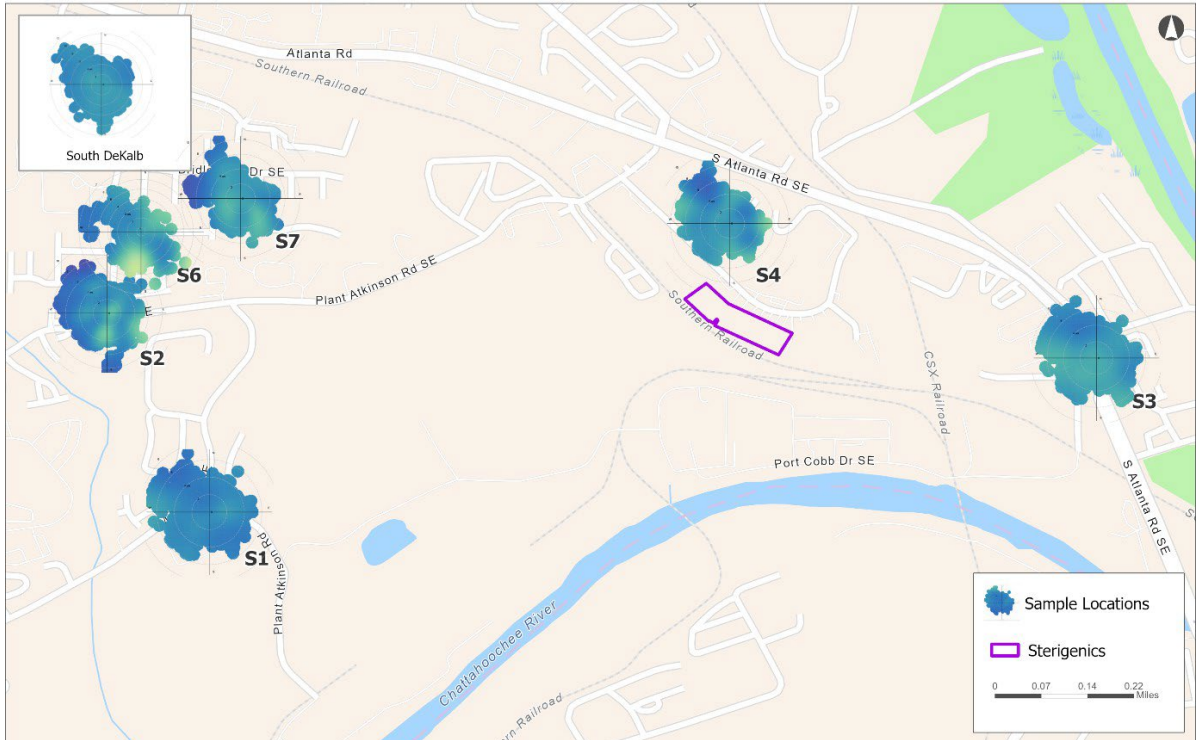 Atlanta Rd
Southern Railroad
South DeKalb
S Atlanta Rd SE
Dr SE
S7
S6
S4
Plant Atkinson Rd SE
E
S2
Southern Railroad
CSX Railroad
S3
Port Cobb Dr SE
S Atlanta Rd SE
S1
Plant Atkinson Rd
Chattahoochee River
Railroad
Sample Locations
Sterigenics
0 0.07 0.14 0.22
Miles